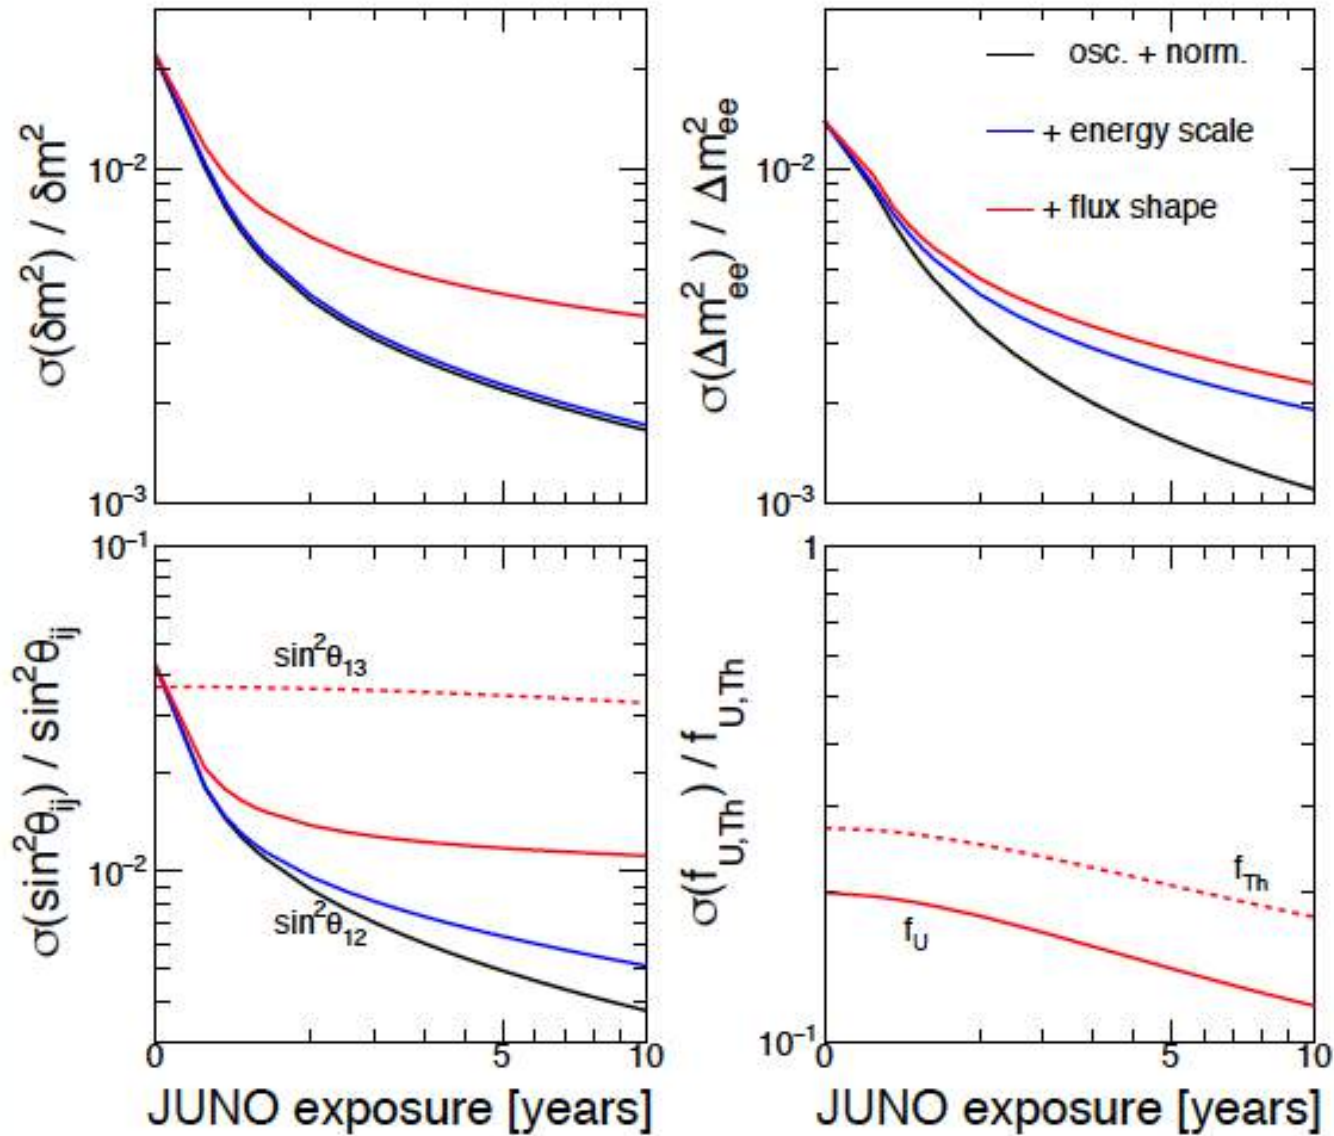 σ(δm²) / δm²
10⁻²
10⁻³
σ(Δm²ee) / Δm²ee
10⁻²
10⁻³
osc. + norm.
+ energy scale
+ flux shape
σ(sin²θij) / sin²θij
10⁻¹
10⁻²
sin²θ₁₃
sin²θ₁₂
0
5
10
JUNO exposure [years]
σ(fU,Th) / fU,Th
1
10⁻¹
fTh
fU
0
5
10
JUNO exposure [years]